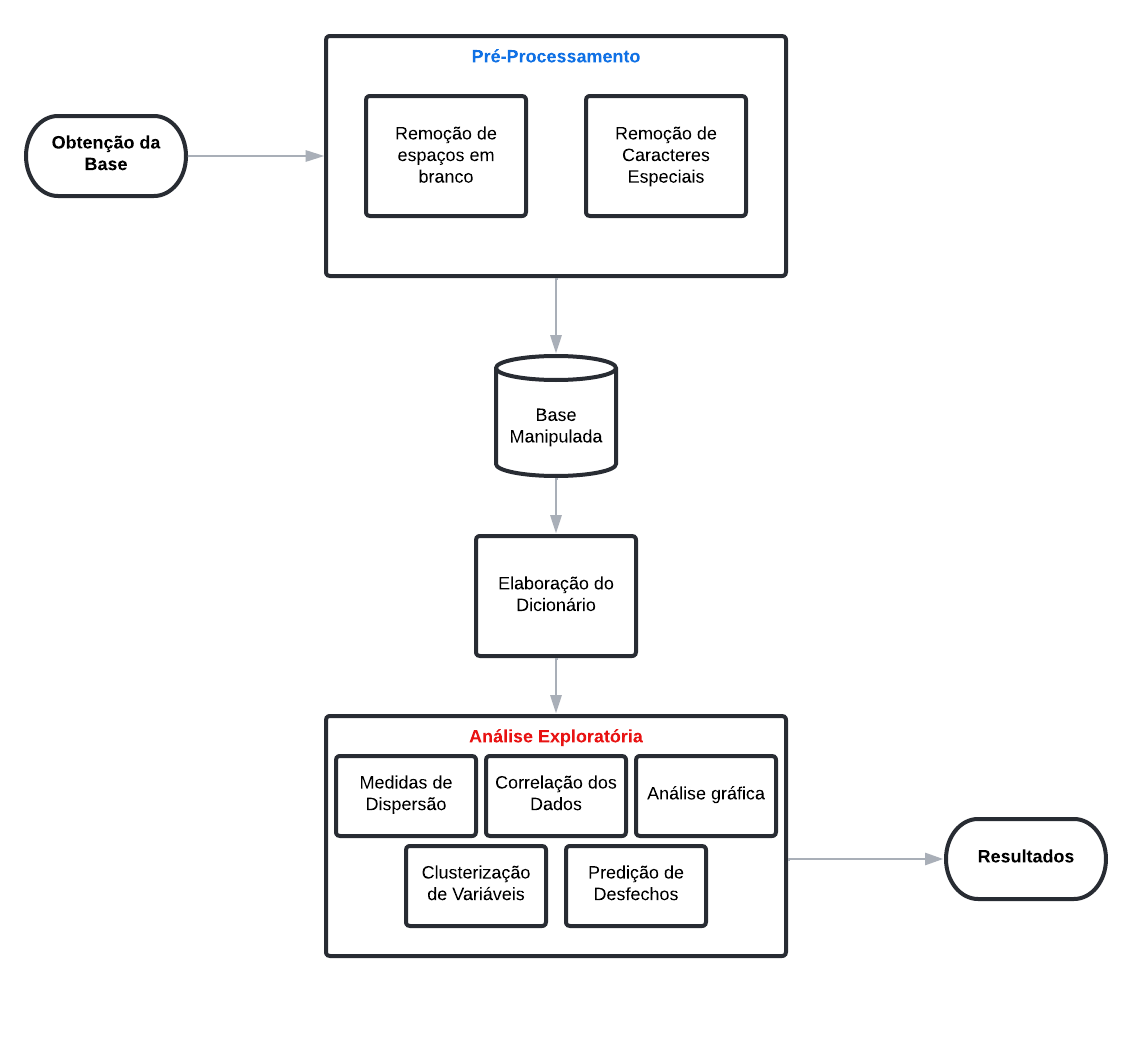 Obtenção da
Base
Pré-Processamento
Remoção de
espaços em
branco
Remoção de
Caracteres
Especiais
Base
Manipulada
Elaboração do
Dicionário
Análise Exploratória
Medidas de
Dispersão
Correlação dos
Dados
Análise gráfica
Clusterização
de Variáveis
Predição de
Desfechos
Resultados